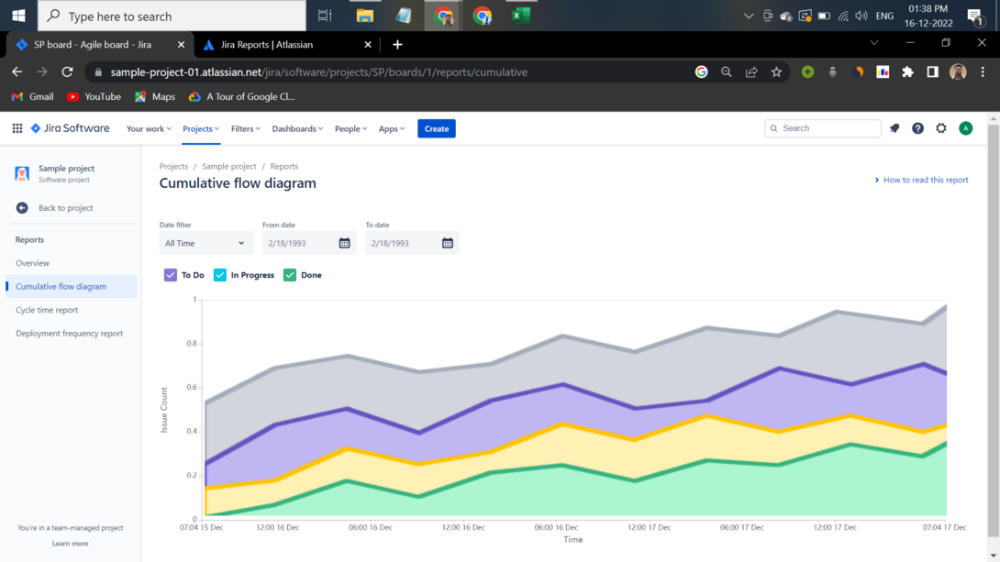 Type here to search
ENG
01:38 PM
16-12-2022
1
SP board - Agile board - Jira
Jira Reports | Atlassian
sample-project-01.atlassian.net/jira/software/projects/SP/boards/1/reports/cumulative
Gmail
YouTube
Maps
A Tour of Google Cl...
Jira Software
Your work
Projects
Filters
Dashboards
People
Apps
Create
Search
A
Sample project
Software project
Back to project
Reports
Overview
Cumulative flow diagram
Cycle time report
Deployment frequency report
You're in a team-managed project
Learn more
Projects / Sample project / Reports
Cumulative flow diagram
How to read this report
Date filter
All Time
From date
2/18/1993
To date
2/18/1993
To Do
In Progress
Done
Issue Count
1
0.8
0.6
0.4
0.2
0
07:04 15 Dec
12:00 16 Dec
06:00 16 Dec
12:00 16 Dec
06:00 16 Dec
12:00 17 Dec
06:00 17 Dec
12:00 17 Dec
07:04 17 Dec
Time